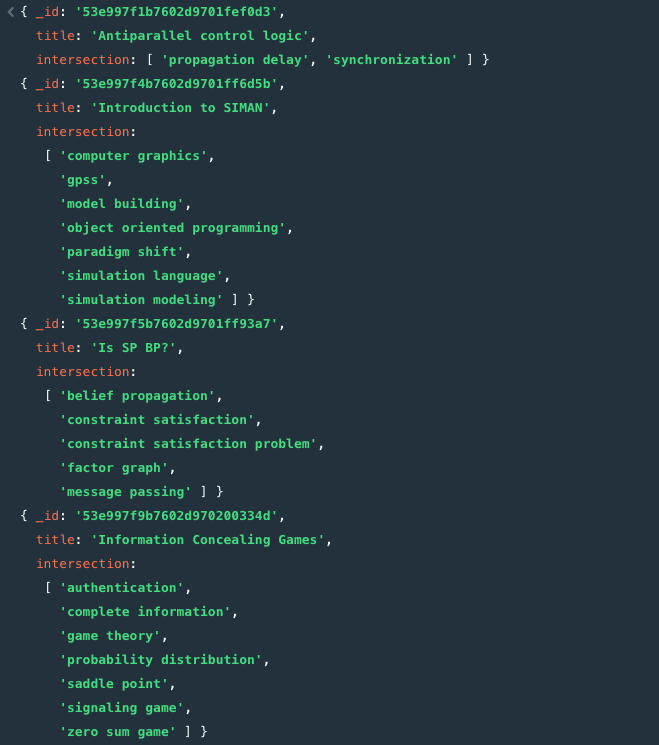 { _id: '53e997f1b7602d9701fef0d3',
title: 'Antiparallel control logic',
intersection: [ 'propagation delay', 'synchronization' ] }
{ _id: '53e997f4b7602d9701ff6d5b',
title: 'Introduction to SIMAN',
intersection:
[ 'computer graphics',
'gpss',
'model building',
'object oriented programming',
'paradigm shift',
'simulation language',
'simulation modeling' ] }
{ _id: '53e997f5b7602d9701ff93a7',
title: 'Is SP BP?',
intersection:
[ 'belief propagation',
'constraint satisfaction',
'constraint satisfaction problem',
'factor graph',
'message passing' ] }
{ _id: '53e997f9b7602d970200334d',
title: 'Information Concealing Games',
intersection:
[ 'authentication',
'complete information',
'game theory',
'probability distribution',
'saddle point',
'signaling game',
'zero sum game' ] }